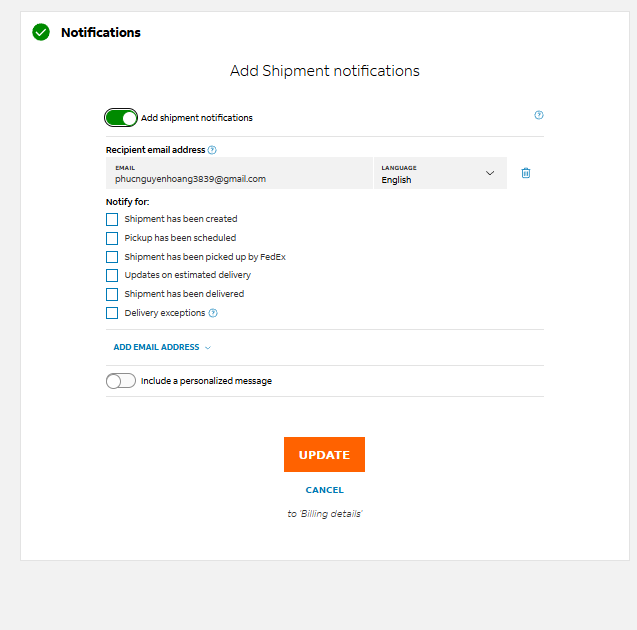 Notifications
Add Shipment notifications
Add shipment notifications
Recipient email address
EMAIL
phucnguyenhoang3839@gmail.com
LANGUAGE
English
Notify for:
Shipment has been created
Pickup has been scheduled
Shipment has been picked up by FedEx
Updates on estimated delivery
Shipment has been delivered
Delivery exceptions
ADD EMAIL ADDRESS
Include a personalized message
UPDATE
CANCEL
to 'Billing details'